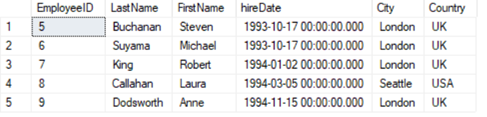 EmployeeID LastName FirstName hireDate City Country
1 5 Buchanan Steven 1993-10-17 00:00:00.000 London UK
2 6 Suyama Michael 1993-10-17 00:00:00.000 London UK
3 7 King Robert 1994-01-02 00:00:00.000 London UK
4 8 Callahan Laura 1994-03-05 00:00:00.000 Seattle USA
5 9 Dodsworth Anne 1994-11-15 00:00:00.000 London UK